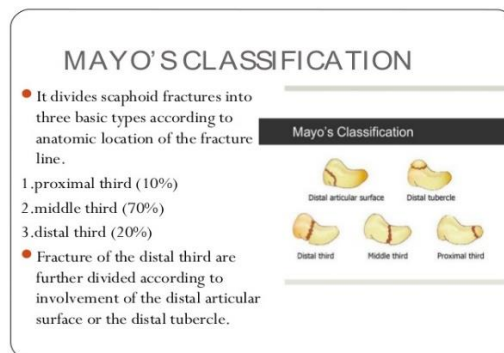 MAYO'S CLASSIFICATION
It divides scaphoid fractures into
three basic types according to
anatomic location of the fracture
line.
1.proximal third (10%)
2.middle third (70%)
3.distal third (20%)
Fracture of the distal third are
further divided according to
involvement of the distal articular
surface or the distal tubercle.
Mayo's Classification
Distal articular surface Distal tubercle
Distal third Middle third Proximal third